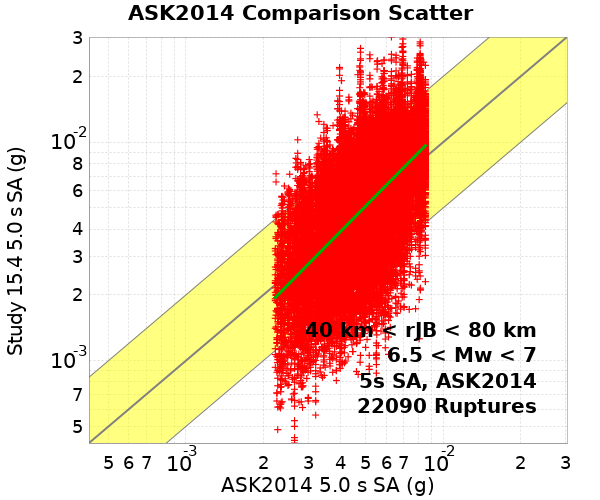 ASK2014 Comparison Scatter
3
2
10-2
8
6
4
3
2
10-3
7
5
Study 15.4 5.0 s SA (g)
40 km < rJB < 80 km
6.5 < Mw < 7
5s SA, ASK2014
22090 Ruptures
5 6 7 10-3 2 3 4 5 6 7 10-2 2 3
ASK2014 5.0 s SA (g)